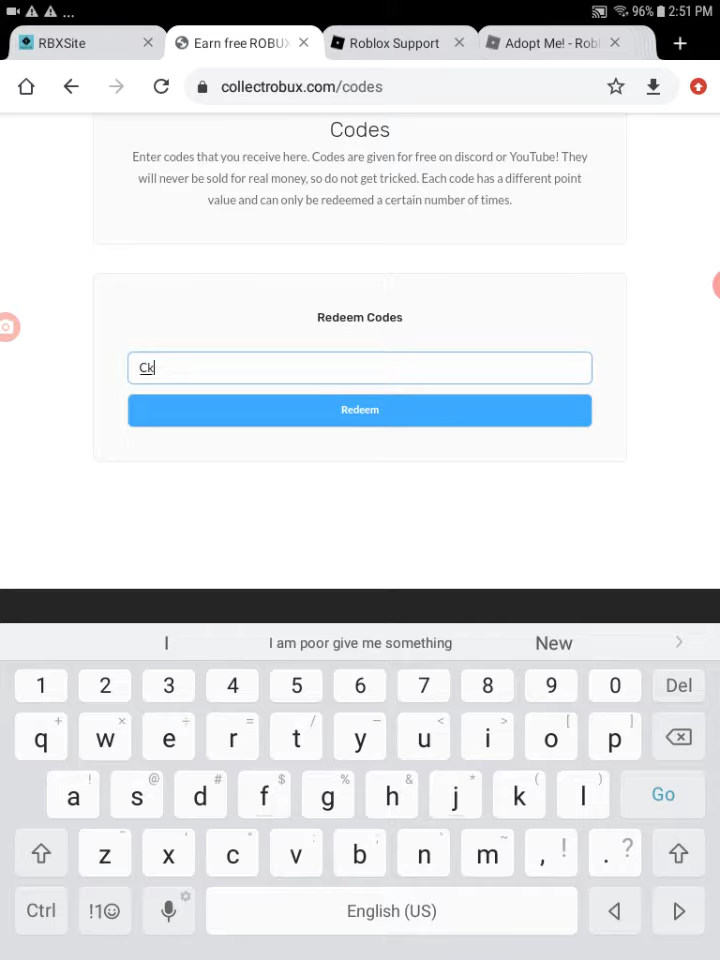 ... 96% 2:51 PM
RBXSite
Earn free ROBUX
Roblox Support
Adopt Me! - Robl
collectrobux.com/codes
Codes
Enter codes that you receive here. Codes are given for free on discord or YouTube! They
will never be sold for real money, so do not get tricked. Each code has a different point
value and can only be redeemed a certain number of times.
Redeem Codes
Ck
Redeem
I
I am poor give me something
New
1 2 3 4 5 6 7 8 9 0 Del
+ × ÷ = / _ < > [ ]
q w e r t y u i o p
! @ # $ % & * ( )
a s d f g h j k l Go
- ' " : ; ` ~ ! ?
z x c v b n m , .
Ctrl !1☺ English (US)